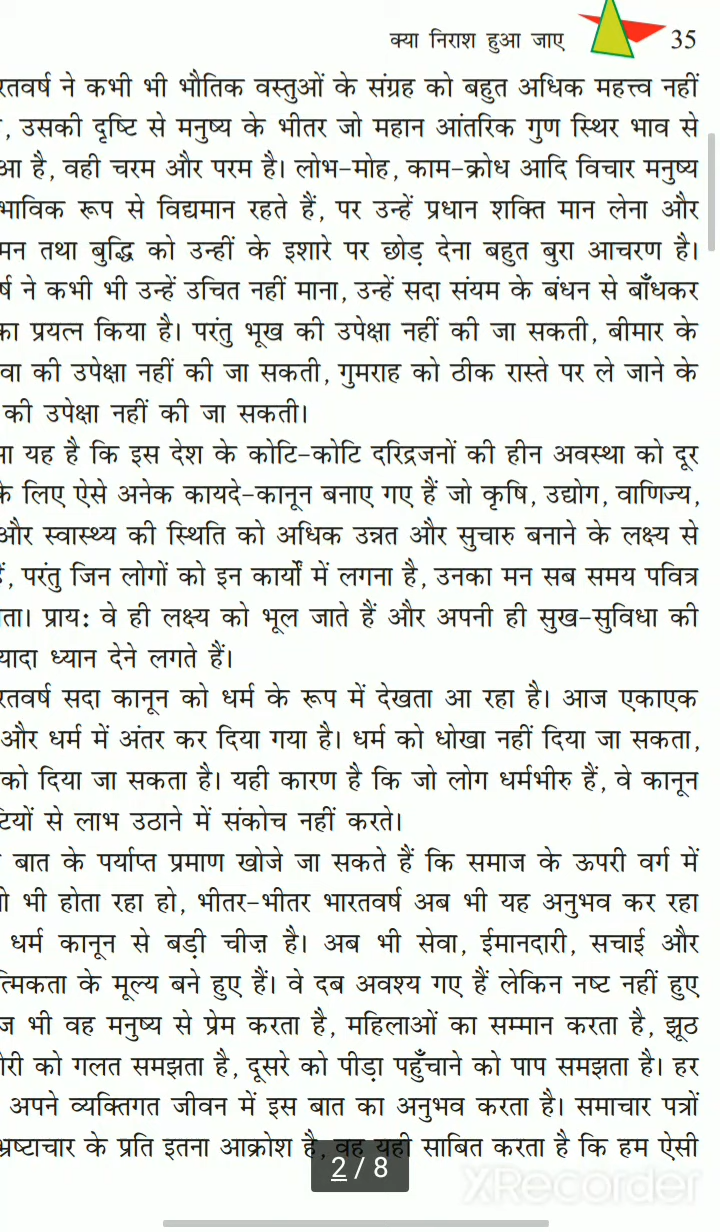 क्या निराश हुआ जाए 35
रतवर्ष ने कभी भी भौतिक वस्तुओं के संग्रह को बहुत अधिक महत्त्व नहीं
, उसकी दृष्टि से मनुष्य के भीतर जो महान आंतरिक गुण स्थिर भाव से
आ है, वही चरम और परम है। लोभ-मोह, काम-क्रोध आदि विचार मनुष्य
भाविक रूप से विद्यमान रहते हैं, पर उन्हें प्रधान शक्ति मान लेना और
मन तथा बुद्धि को उन्हीं के इशारे पर छोड़ देना बहुत बुरा आचरण है।
र्ष ने कभी भी उन्हें उचित नहीं माना, उन्हें सदा संयम के बंधन से बाँधकर
का प्रयत्न किया है। परंतु भूख की उपेक्षा नहीं की जा सकती, बीमार के
वा की उपेक्षा नहीं की जा सकती, गुमराह को ठीक रास्ते पर ले जाने के
की उपेक्षा नहीं की जा सकती।
यह है कि इस देश के कोटि-कोटि दरिद्रजनों की हीन अवस्था को दूर
के लिए ऐसे अनेक कायदे-कानून बनाए गए हैं जो कृषि, उद्योग, वाणिज्य,
और स्वास्थ्य की स्थिति को अधिक उन्नत और सुचारु बनाने के लक्ष्य से
हैं, परंतु जिन लोगों को इन कार्यों में लगना है, उनका मन सब समय पवित्र
ता। प्राय: वे ही लक्ष्य को भूल जाते हैं और अपनी ही सुख-सुविधा की
यादा ध्यान देने लगते हैं।
रतवर्ष सदा कानून को धर्म के रूप में देखता आ रहा है। आज एकाएक
और धर्म में अंतर कर दिया गया है। धर्म को धोखा नहीं दिया जा सकता,
को दिया जा सकता है। यही कारण है कि जो लोग धर्मभीरु हैं, वे कानून
टियों से लाभ उठाने में संकोच नहीं करते।
बात के पर्याप्त प्रमाण खोजे जा सकते हैं कि समाज के ऊपरी वर्ग में
भी होता रहा हो, भीतर-भीतर भारतवर्ष अब भी यह अनुभव कर रहा
धर्म कानून से बड़ी चीज़ है। अब भी सेवा, ईमानदारी, सचाई और
त्मिकता के मूल्य बने हुए हैं। वे दब अवश्य गए हैं लेकिन नष्ट नहीं हुए
ज भी वह मनुष्य से प्रेम करता है, महिलाओं का सम्मान करता है, झूठ
ोरी को गलत समझता है, दूसरे को पीड़ा पहुँचाने को पाप समझता है। हर
अपने व्यक्तिगत जीवन में इस बात का अनुभव करता है। समाचार पत्रों
भ्रष्टाचार के प्रति इतना आक्रोश है, वह यही साबित करता है कि हम ऐसी
2 / 8
XRecorder